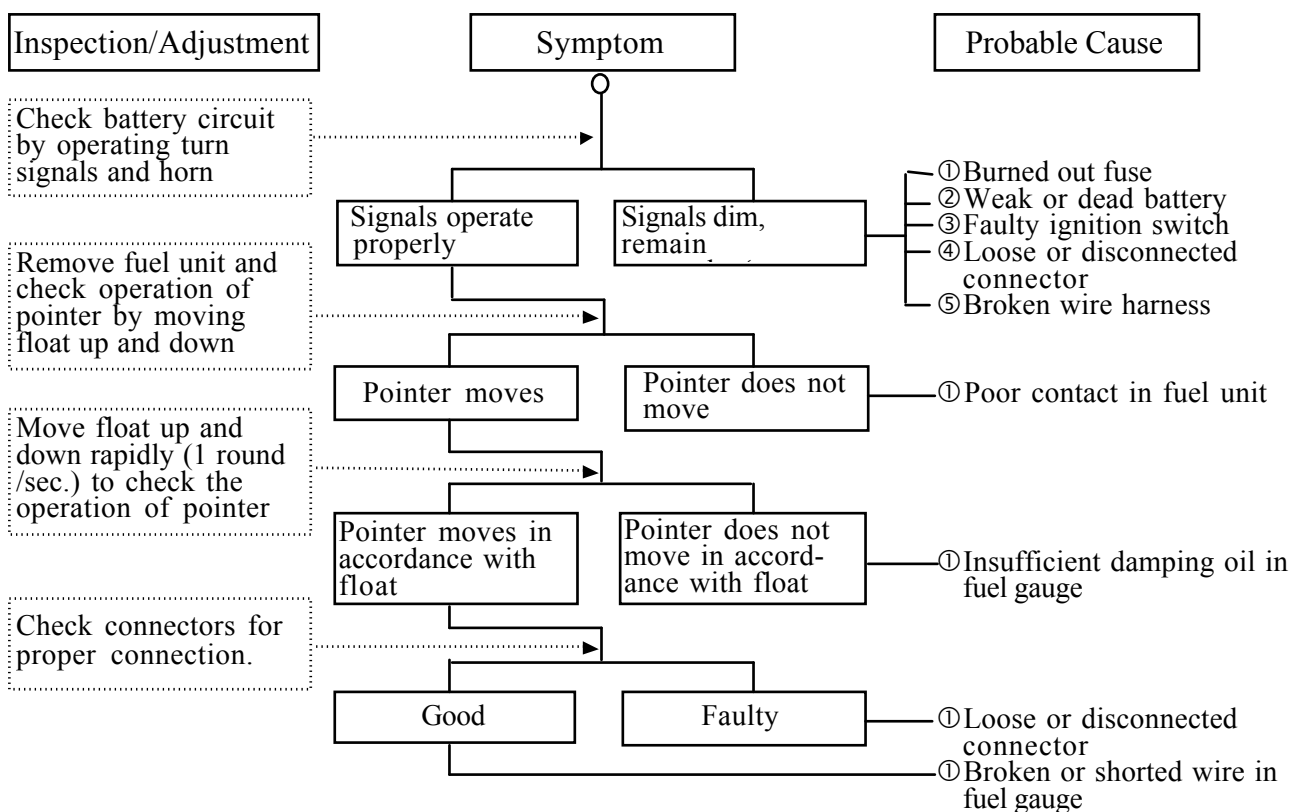 Inspection/Adjustment
Symptom
Probable Cause
Check battery circuit
by operating turn
signals and horn
Signals operate
properly
Signals dim,
remain
①Burned out fuse
②Weak or dead battery
③Faulty ignition switch
④Loose or disconnected
connector
⑤Broken wire harness
Remove fuel unit and
check operation of
pointer by moving
float up and down
Pointer moves
Pointer does not
move
①Poor contact in fuel unit
Move float up and
down rapidly (1 round
/sec.) to check the
operation of pointer
Pointer moves in
accordance with
float
Pointer does not
move in accord-
ance with float
①Insufficient damping oil in
fuel gauge
Check connectors for
proper connection.
Good
Faulty
①Loose or disconnected
connector
①Broken or shorted wire in
fuel gauge